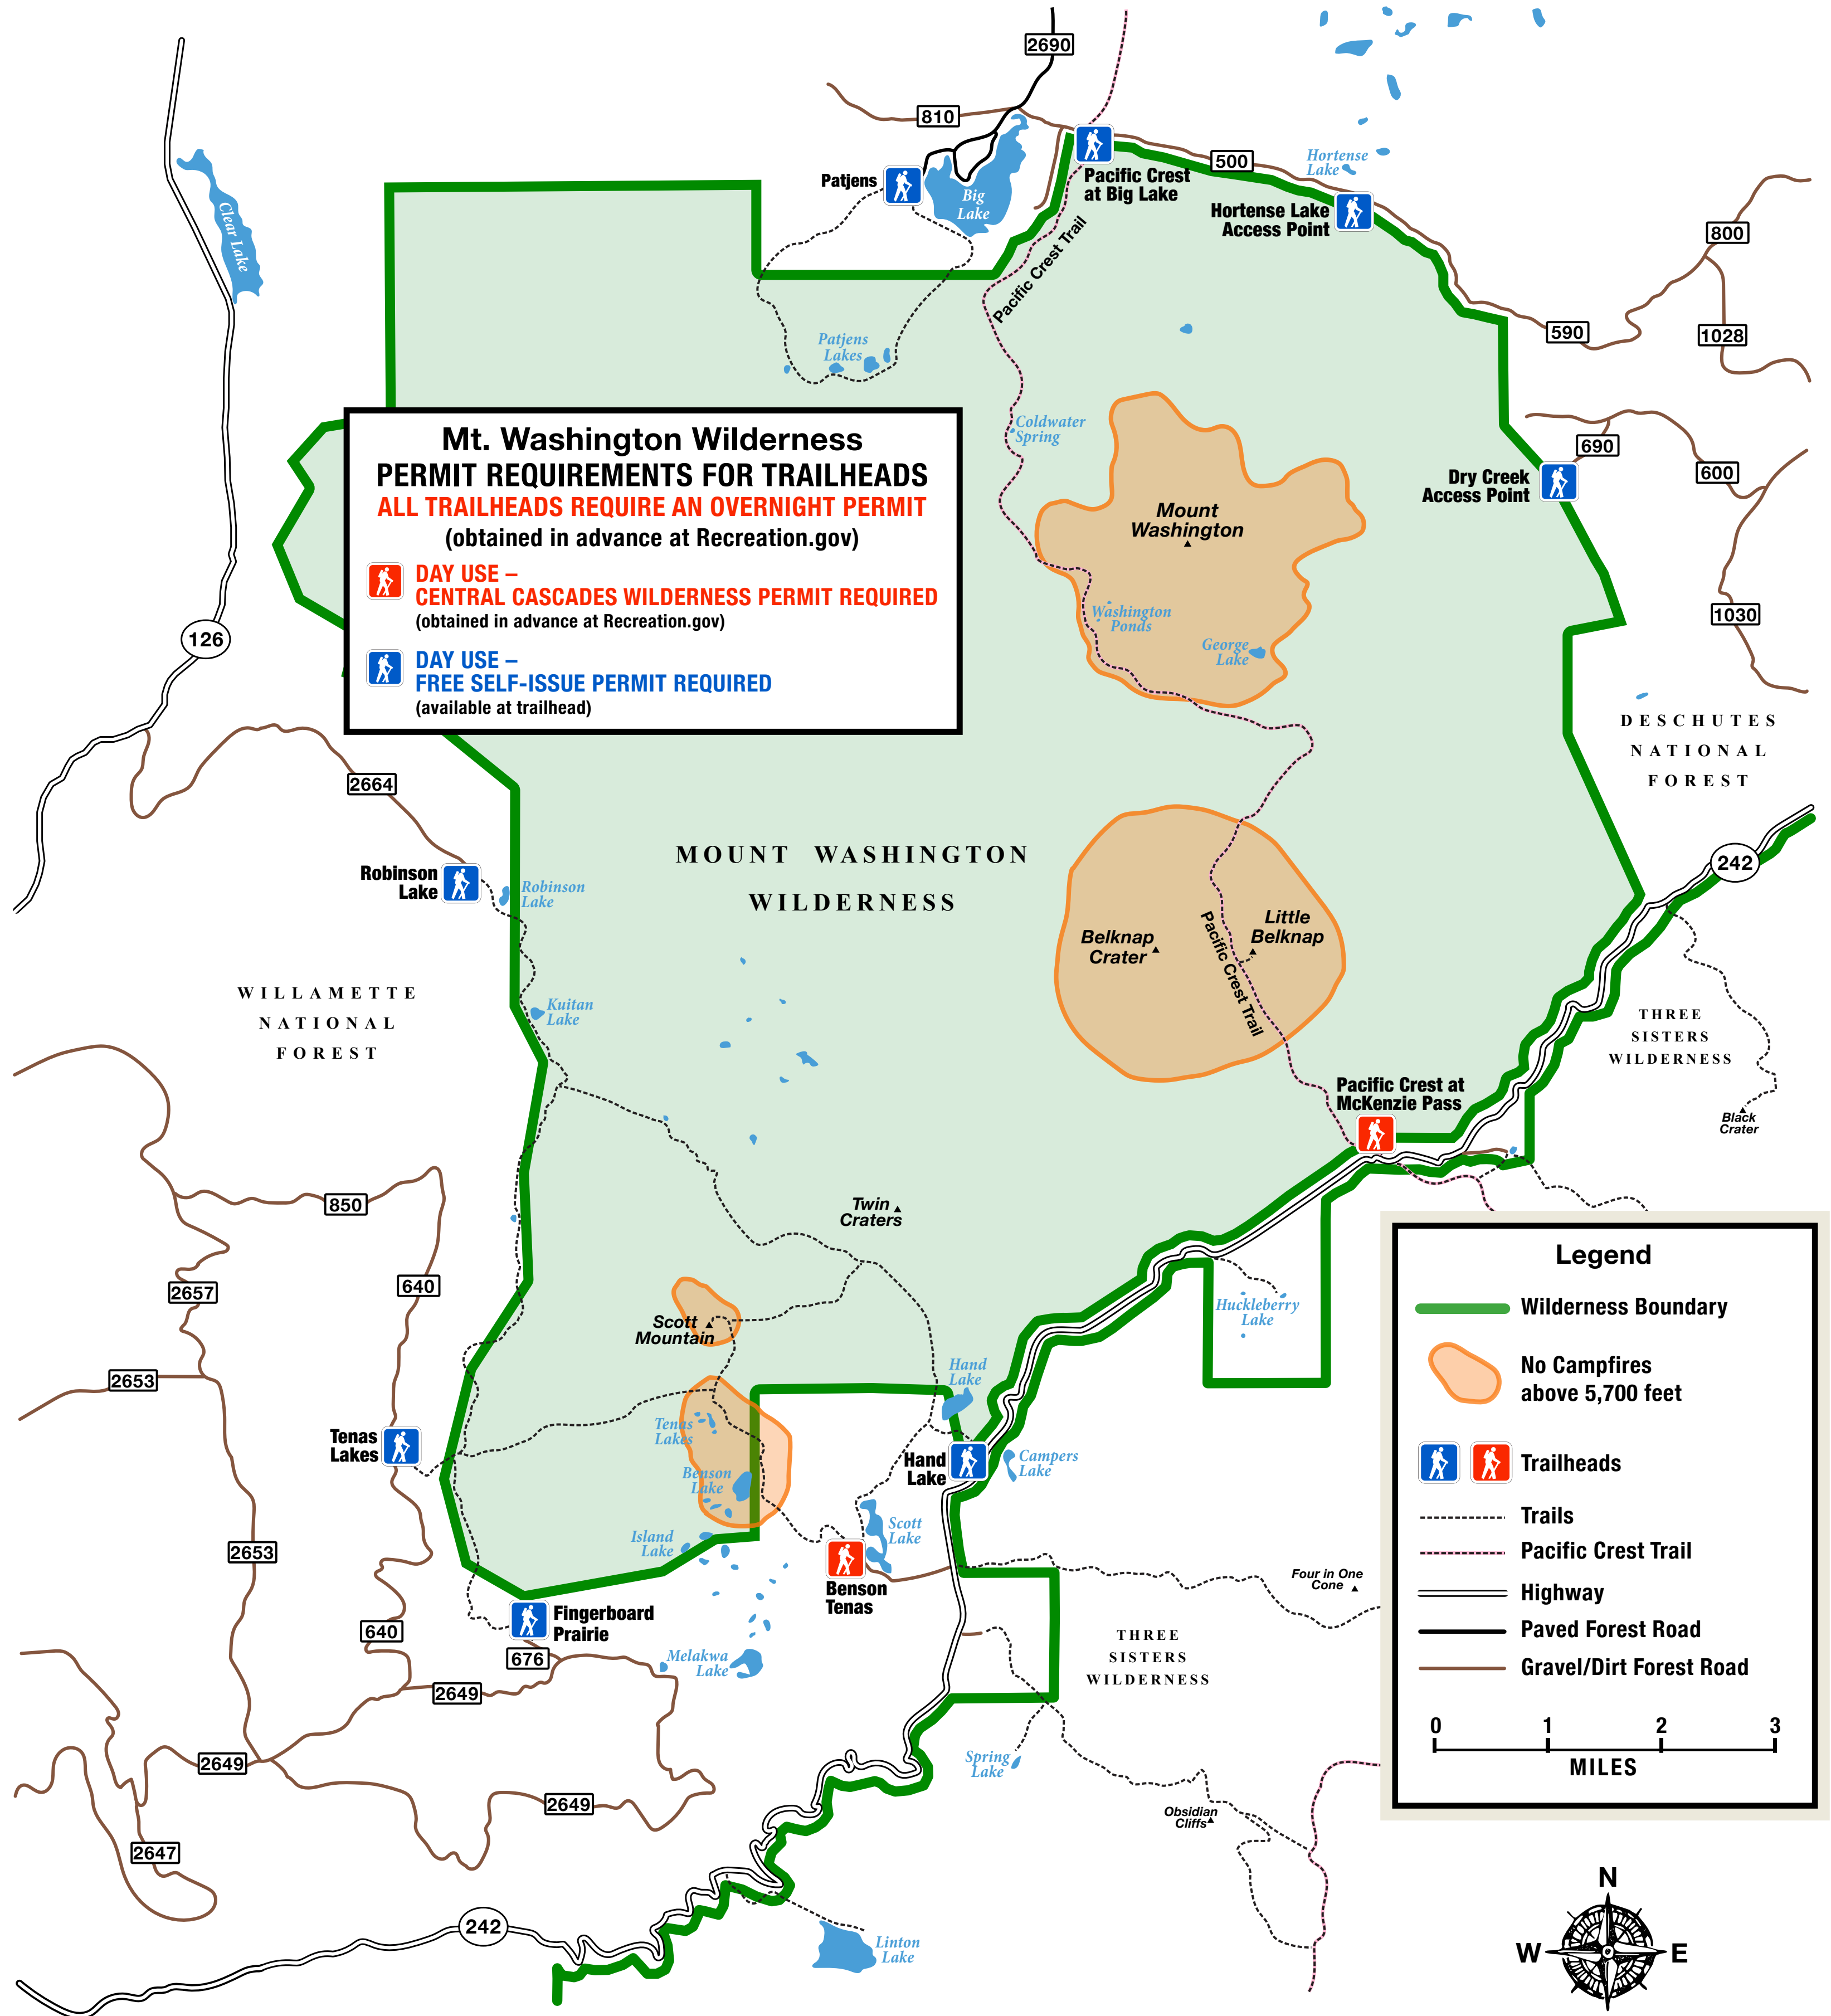 2690
810
500
Hortense
Lake
Patjens
Big
Lake
Pacific Crest
at Big Lake
Hortense Lake
Access Point
Clear Lake
Pacific Crest Trail
800
590
1028
Patjens
Lakes
Mt. Washington Wilderness
PERMIT REQUIREMENTS FOR TRAILHEADS
ALL TRAILHEADS REQUIRE AN OVERNIGHT PERMIT
(obtained in advance at Recreation.gov)
DAY USE –
CENTRAL CASCADES WILDERNESS PERMIT REQUIRED
(obtained in advance at Recreation.gov)
DAY USE –
FREE SELF-ISSUE PERMIT REQUIRED
(available at trailhead)
Coldwater
Spring
690
600
Dry Creek
Access Point
Mount
Washington
Washington
Ponds
George
Lake
1030
126
DESCHUTES
NATIONAL
FOREST
2664
MOUNT WASHINGTON
WILDERNESS
242
Robinson
Lake
Robinson
Lake
Belknap
Crater
Little
Belknap
Pacific Crest Trail
WILLAMETTE
NATIONAL
FOREST
Kuitan
Lake
THREE
SISTERS
WILDERNESS
Pacific Crest at
McKenzie Pass
Black
Crater
850
Twin
Craters
2657
640
Scott
Mountain
Huckleberry
Lake
2653
Hand
Lake
Tenas
Lakes
Tenas
Lakes
Benson
Lake
Hand
Lake
Campers
Lake
Island
Lake
Scott
Lake
2653
Benson
Tenas
Four in One
Cone
Fingerboard
Prairie
640
676
Melakwa
Lake
THREE
SISTERS
WILDERNESS
2649
2649
Spring
Lake
2649
Obsidian
Cliffs
2647
242
Linton
Lake
Legend
Wilderness Boundary
No Campfires
above 5,700 feet
Trailheads
Trails
Pacific Crest Trail
Highway
Paved Forest Road
Gravel/Dirt Forest Road
0 1 2 3
MILES
N
W E
S